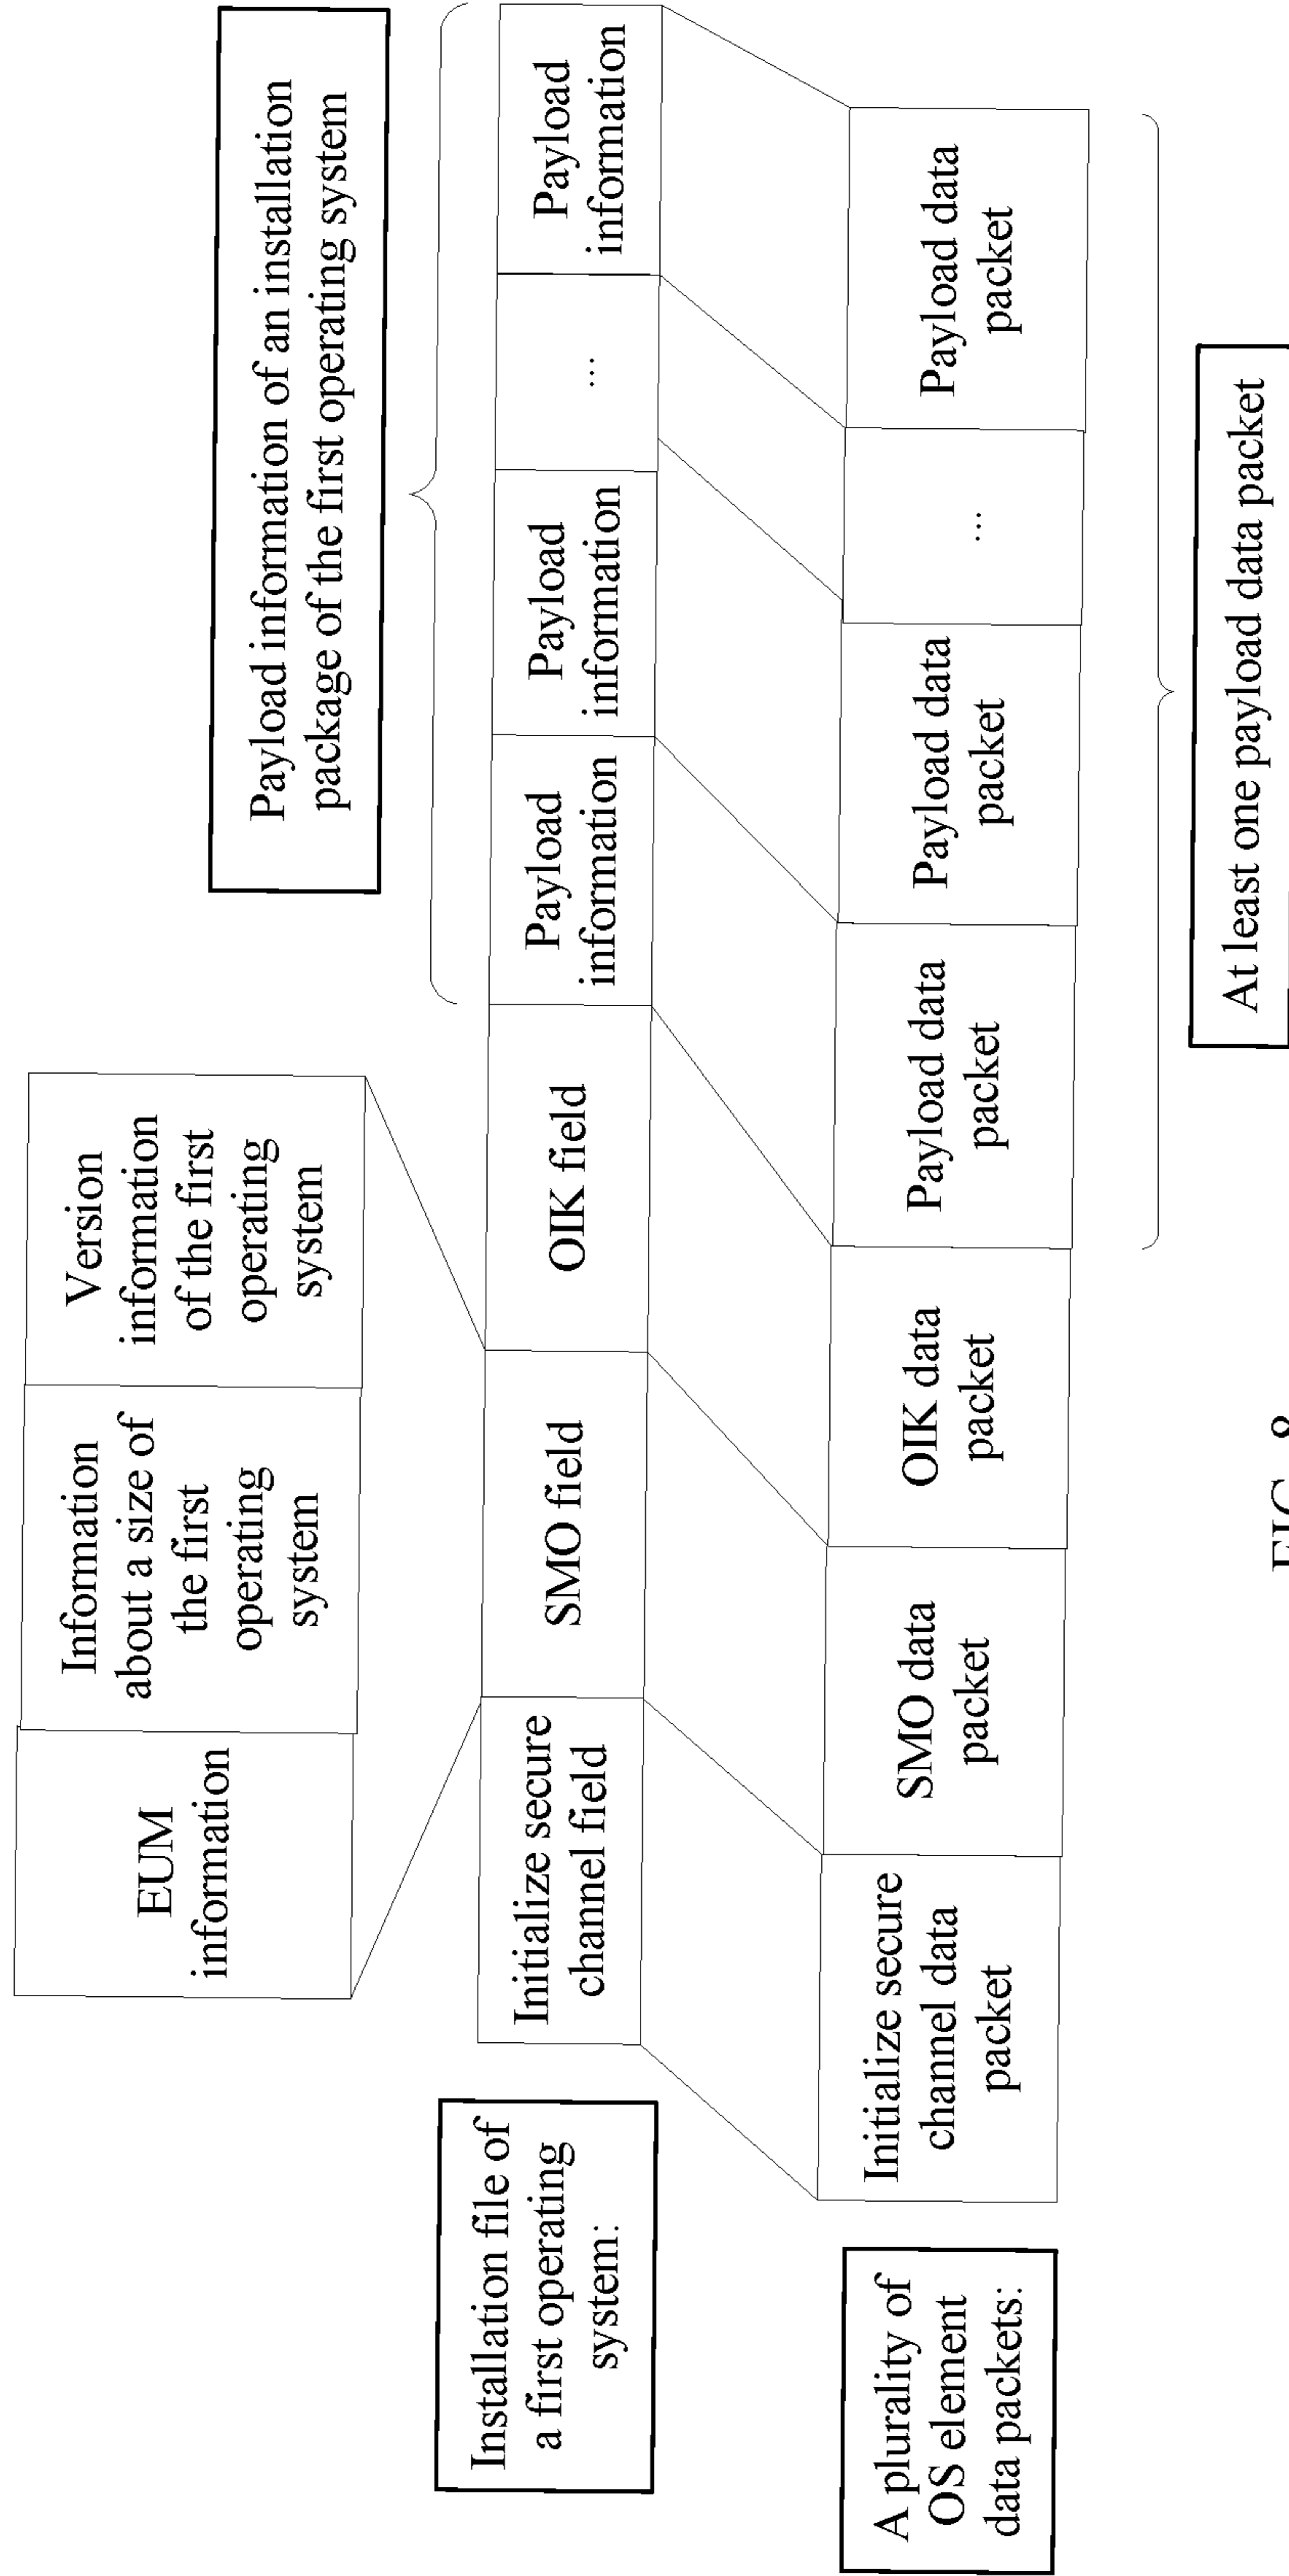 EUM
information
Information
about a size of
the first
operating
system
Version
information
of the first
operating
system
Payload information of an installation
package of the first operating system
Installation file of
a first operating
system:
Initialize secure
channel field
SMO field
OIK field
Payload
information
Payload
information
...
Payload
information
A plurality of
OS element
data packets:
Initialize secure
channel data
packet
SMO data
packet
OIK data
packet
Payload data
packet
Payload data
packet
...
Payload data
packet
At least one payload data packet